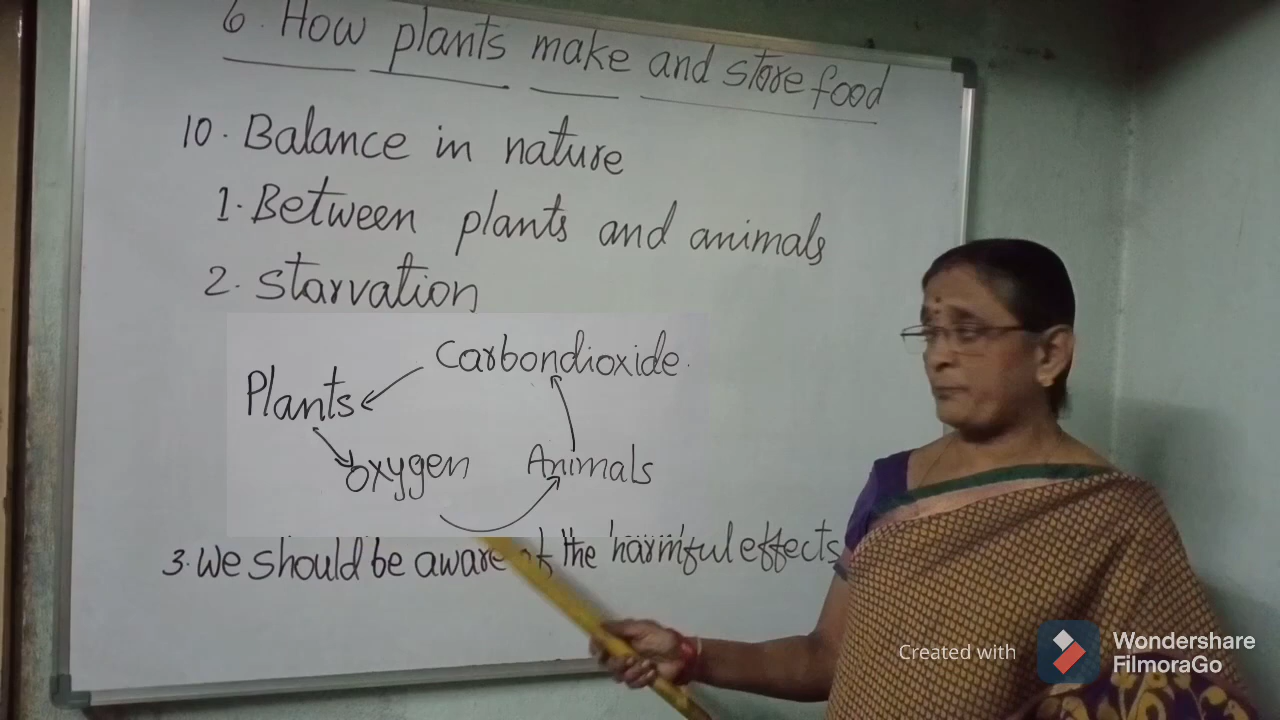 6. How plants make and store food
10. Balance in nature
1. Between plants and animals
2. Starvation
Carbondioxide.
Plants
oxygen
Animals
3. We should be aware of the harmful effects
Created with
Wondershare
FilmoraGo